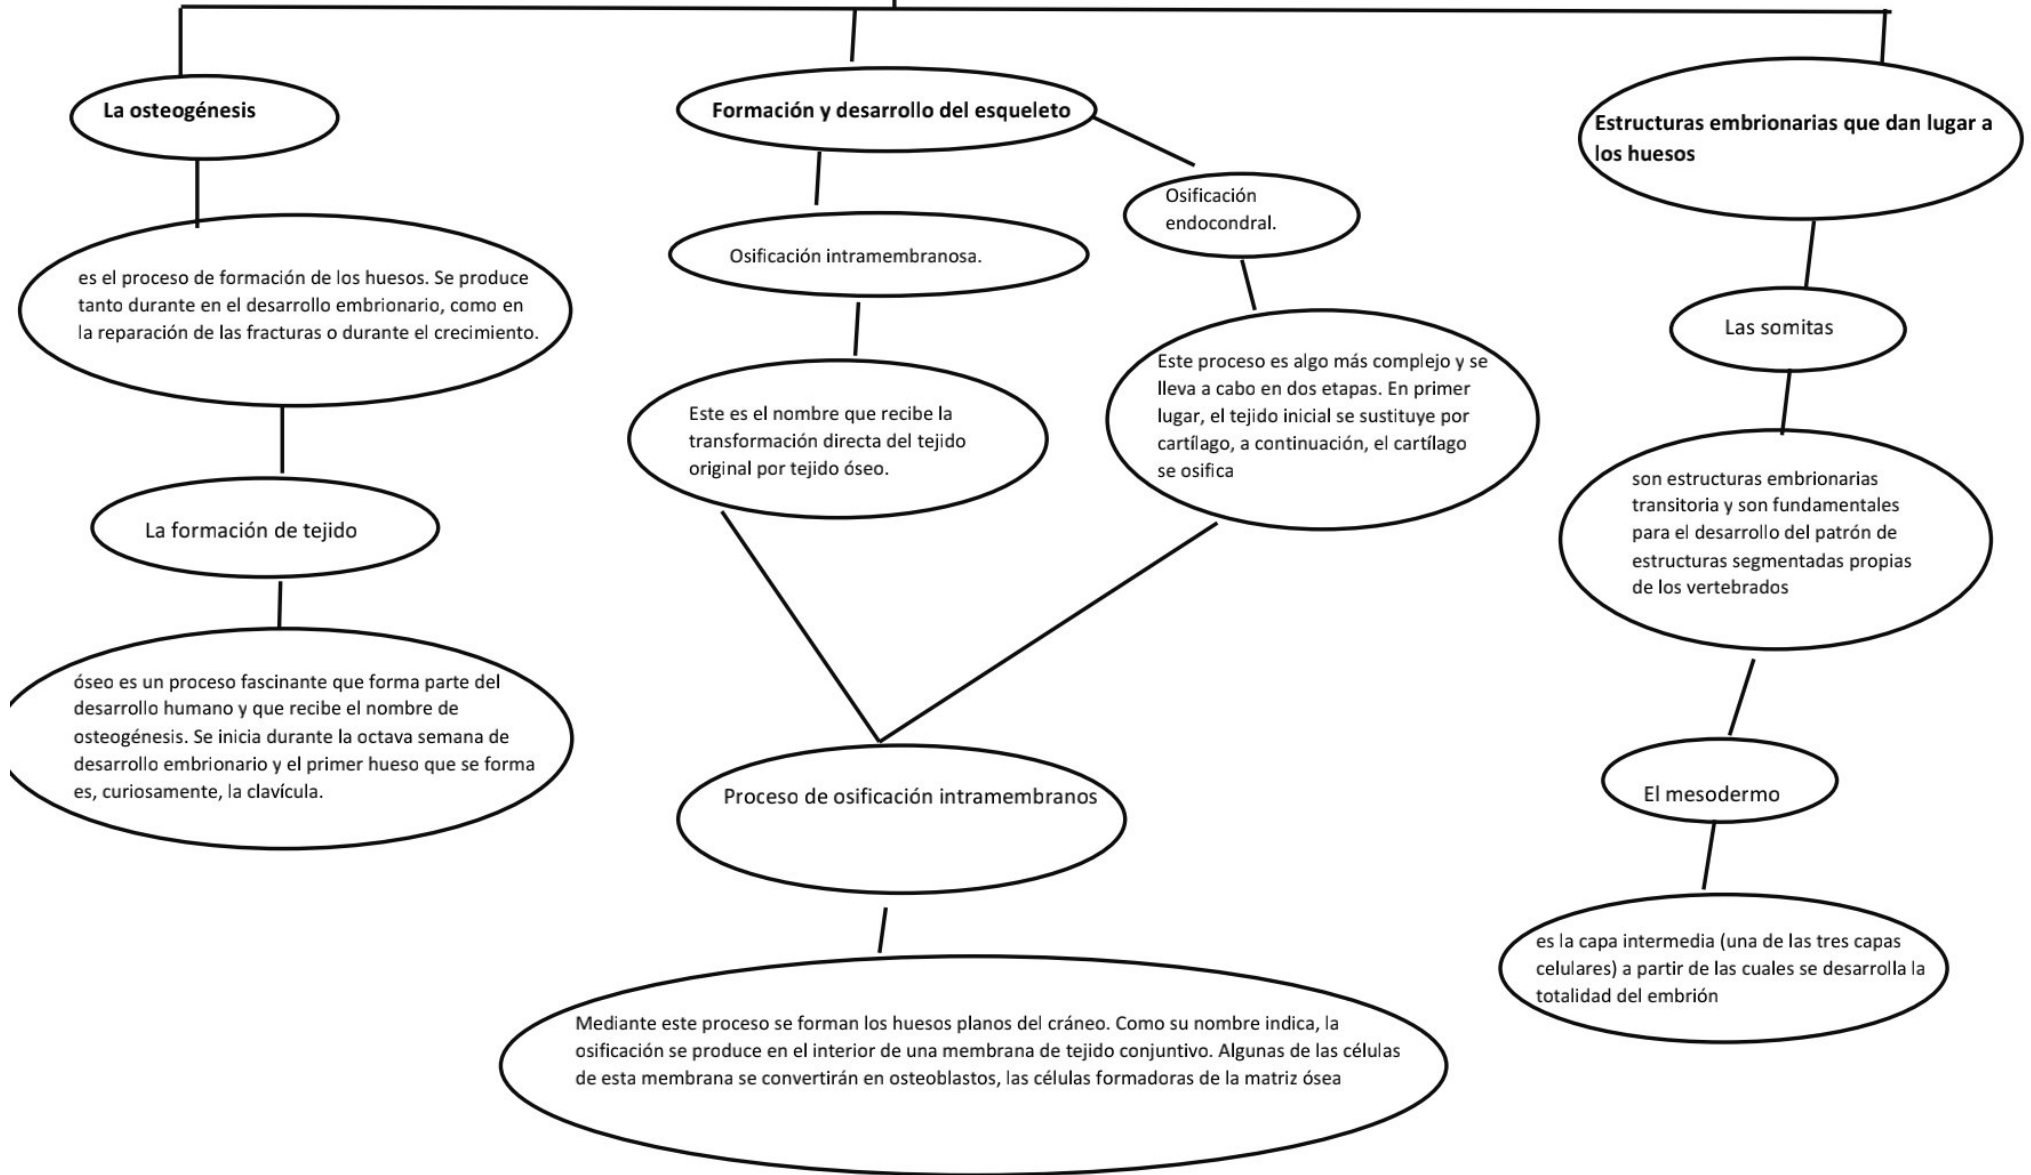 La osteogénesis
es el proceso de formación de los huesos. Se produce
tanto durante en el desarrollo embrionario, como en
la reparación de las fracturas o durante el crecimiento.
La formación de tejido
óseo es un proceso fascinante que forma parte del
desarrollo humano y que recibe el nombre de
osteogénesis. Se inicia durante la octava semana de
desarrollo embrionario y el primer hueso que se forma
es, curiosamente, la clavícula.
Formación y desarrollo del esqueleto
Osificación intramembranosa.
Este es el nombre que recibe la
transformación directa del tejido
original por tejido óseo.
Osificación
endocondral.
Este proceso es algo más complejo y se
lleva a cabo en dos etapas. En primer
lugar, el tejido inicial se sustituye por
cartílago, a continuación, el cartílago
se osifica
Proceso de osificación intramembranos
Mediante este proceso se forman los huesos planos del cráneo. Como su nombre indica, la
osificación se produce en el interior de una membrana de tejido conjuntivo. Algunas de las células
de esta membrana se convertirán en osteoblastos, las células formadoras de la matriz ósea
Estructuras embrionarias que dan lugar a
los huesos
Las somitas
son estructuras embrionarias
transitoria y son fundamentales
para el desarrollo del patrón de
estructuras segmentadas propias
de los vertebrados
El mesodermo
es la capa intermedia (una de las tres capas
celulares) a partir de las cuales se desarrolla la
totalidad del embrión